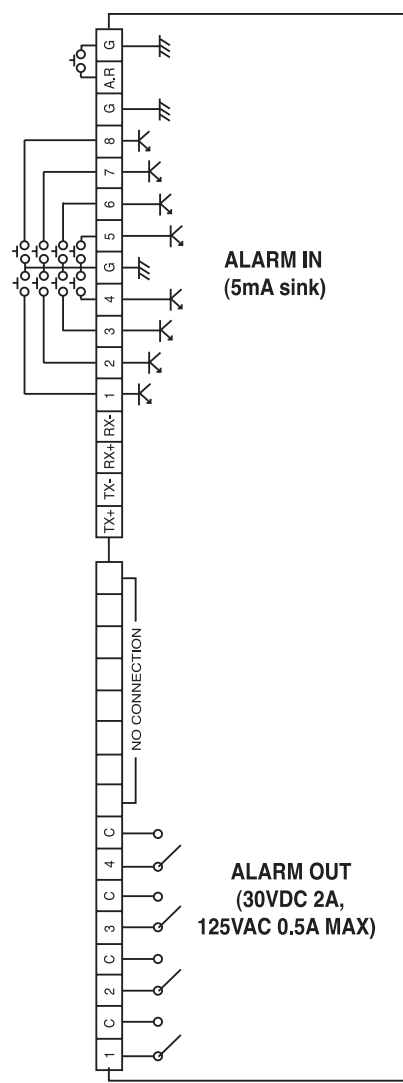 G
A.R
G
8
7
6
5
G
4
3
2
1
RX-
RX+
TX-
TX+
ALARM IN
(5mA sink)
NO CONNECTION
C
4
C
3
C
2
C
1
ALARM OUT
(30VDC 2A,
125VAC 0.5A MAX)